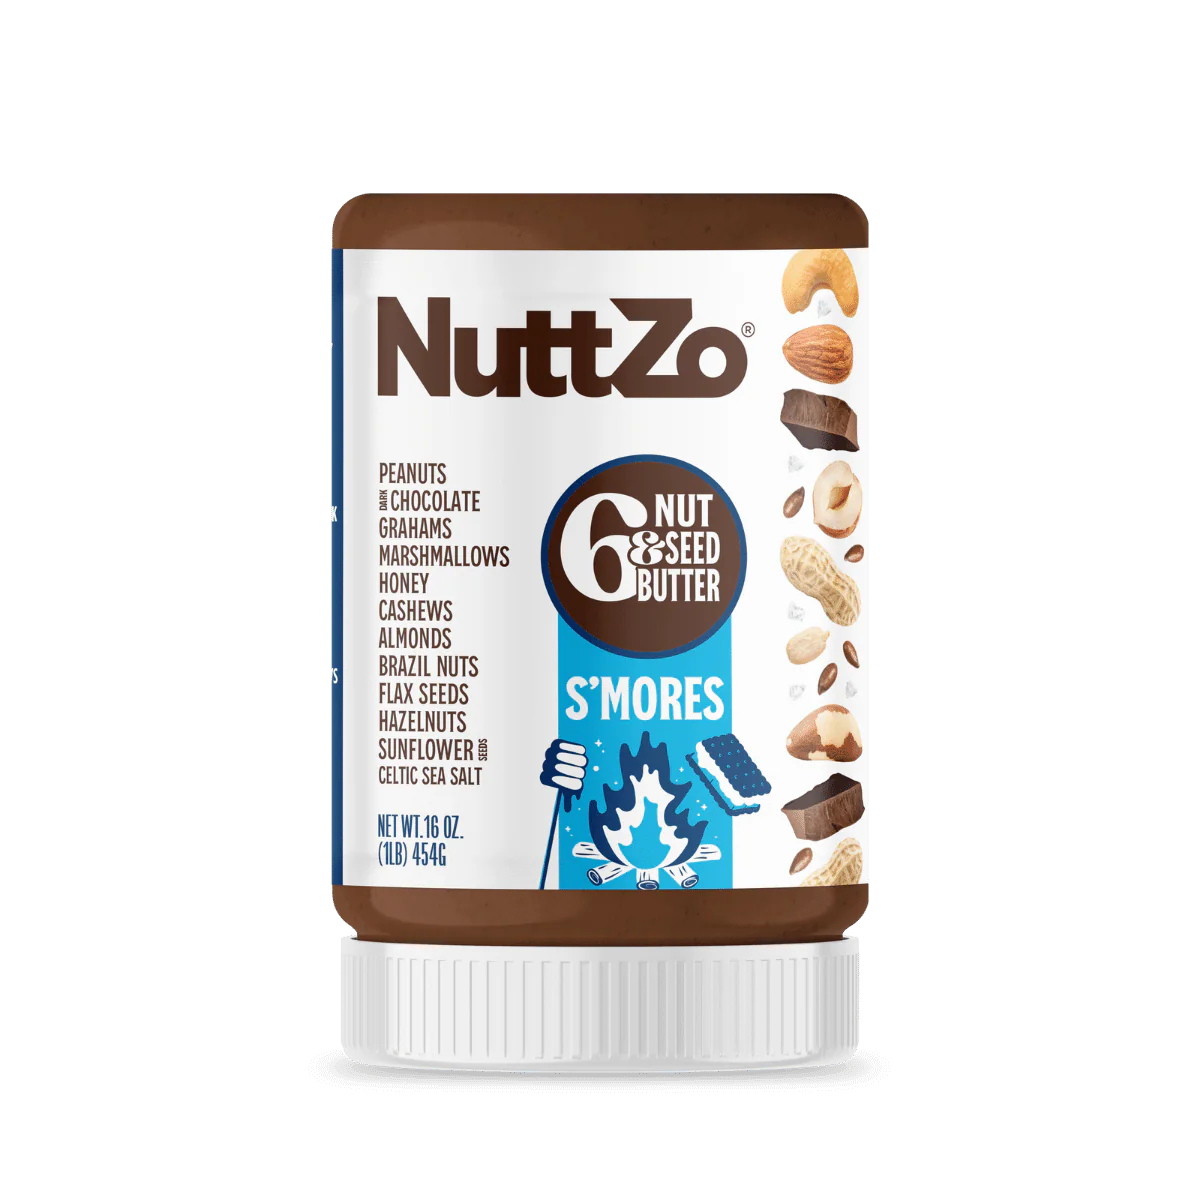 NuttZo®
PEANUTS
DARK CHOCOLATE
GRAHAMS
MARSHMALLOWS
HONEY
CASHEWS
ALMONDS
BRAZIL NUTS
FLAX SEEDS
HAZELNUTS
SUNFLOWER SEEDS
CELTIC SEA SALT
NET WT. 16 OZ.
(1LB) 454G
6 NUT
&SEED
BUTTER
S'MORES